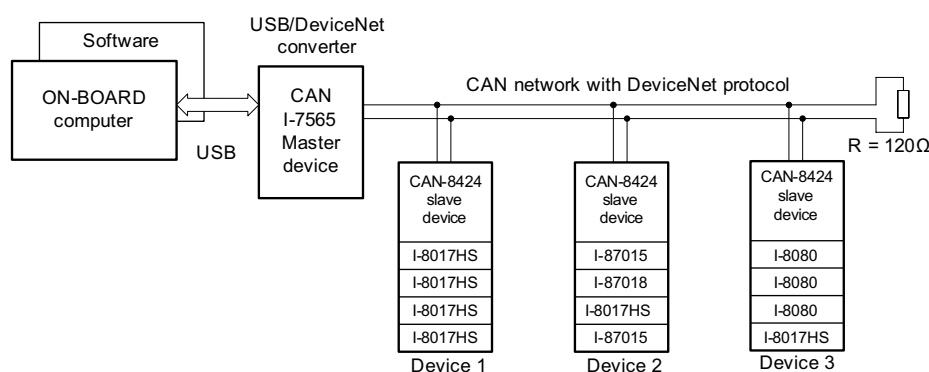 Software
ON-BOARD
computer
USB
USB/DeviceNet
converter
CAN
I-7565
Master
device
CAN network with DeviceNet protocol
R = 120Ω
CAN-8424
slave
device
I-8017HS
I-8017HS
I-8017HS
I-8017HS
Device 1
CAN-8424
slave
device
I-87015
I-87018
I-8017HS
I-87015
Device 2
CAN-8424
slave
device
I-8080
I-8080
I-8080
I-8017HS
Device 3